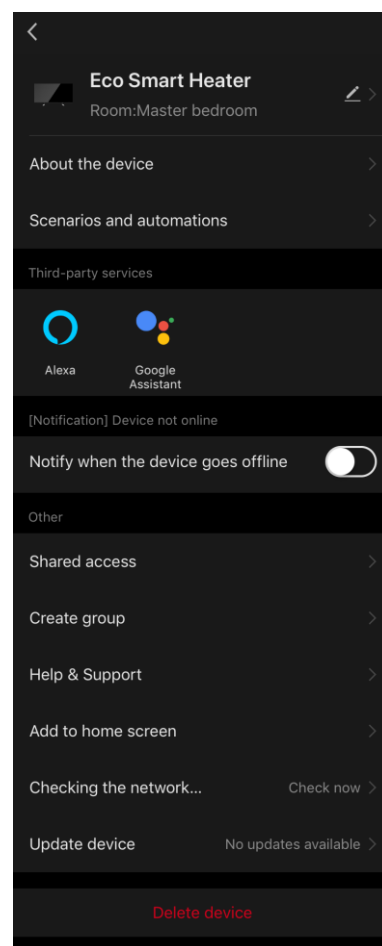 Eco Smart Heater
Room:Master bedroom
About the device
Scenarios and automations
Third-party services
Alexa
Google
Assistant
[Notification] Device not online
Notify when the device goes offline
Other
Shared access
Create group
Help & Support
Add to home screen
Checking the network... Check now
Update device No updates available
Delete device